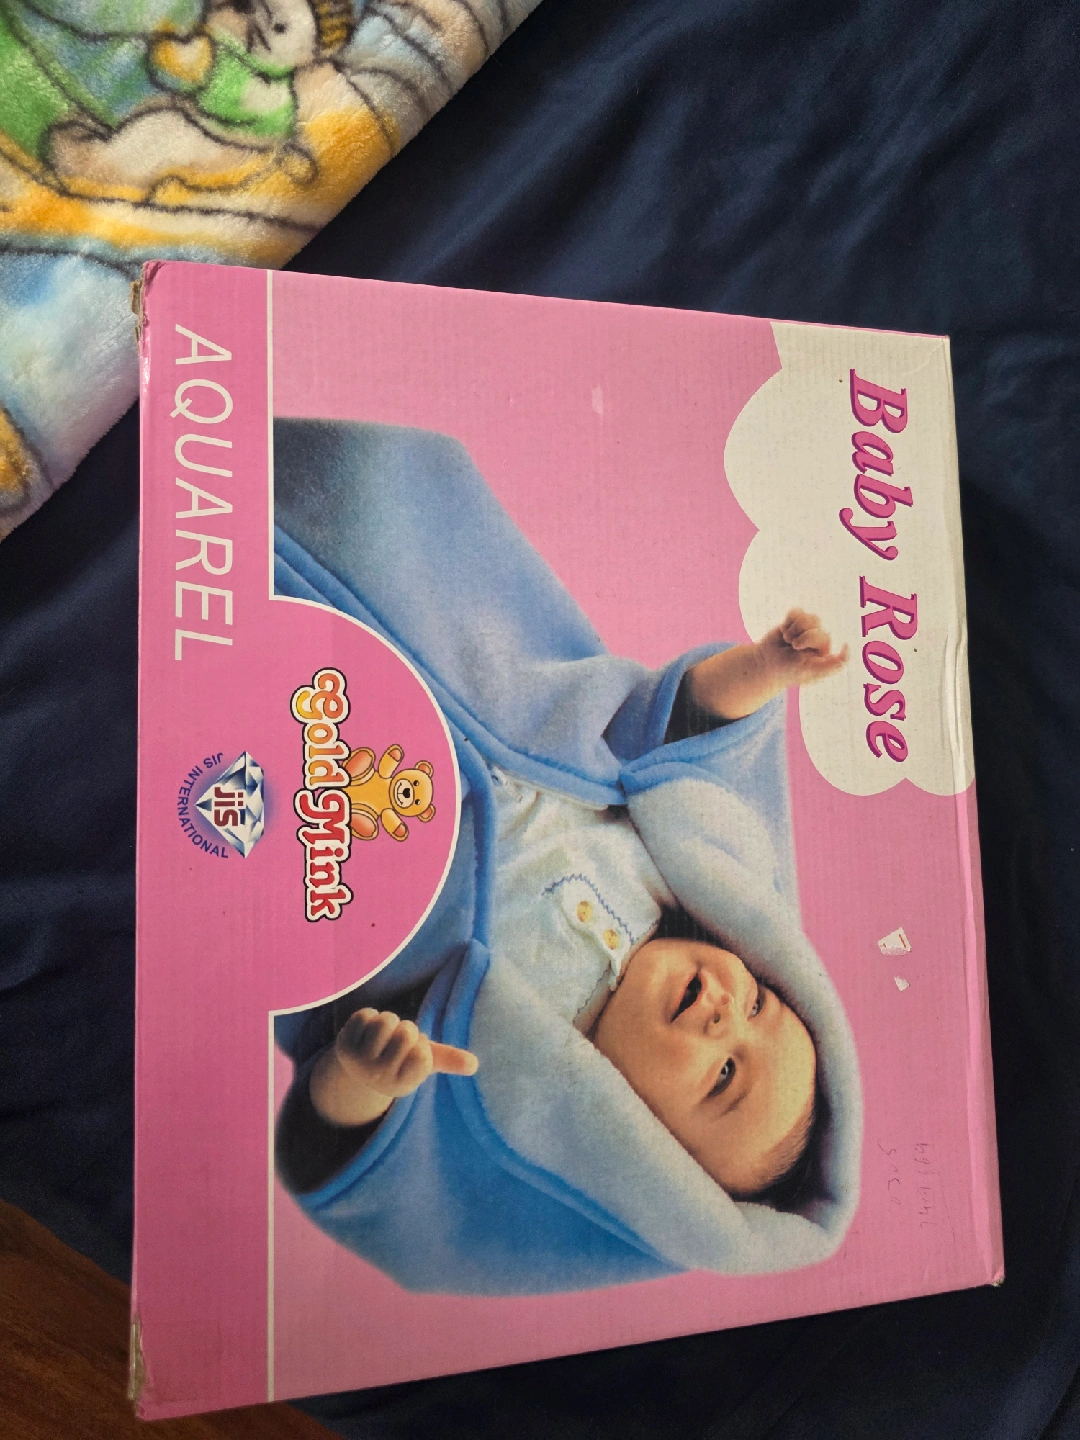 Baby Rose
Gold Mink
jis
JIS INTERNATIONAL
AQUAREL